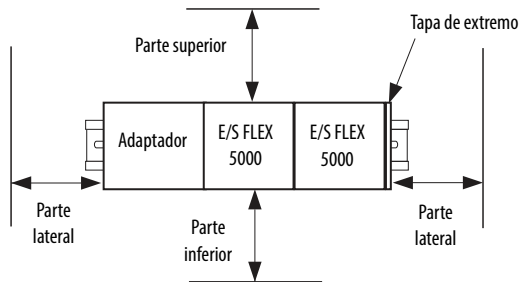 Parte superior
Tapa de extremo
Adaptador
E/S FLEX
5000
E/S FLEX
5000
Parte
lateral
Parte
inferior
Parte
lateral